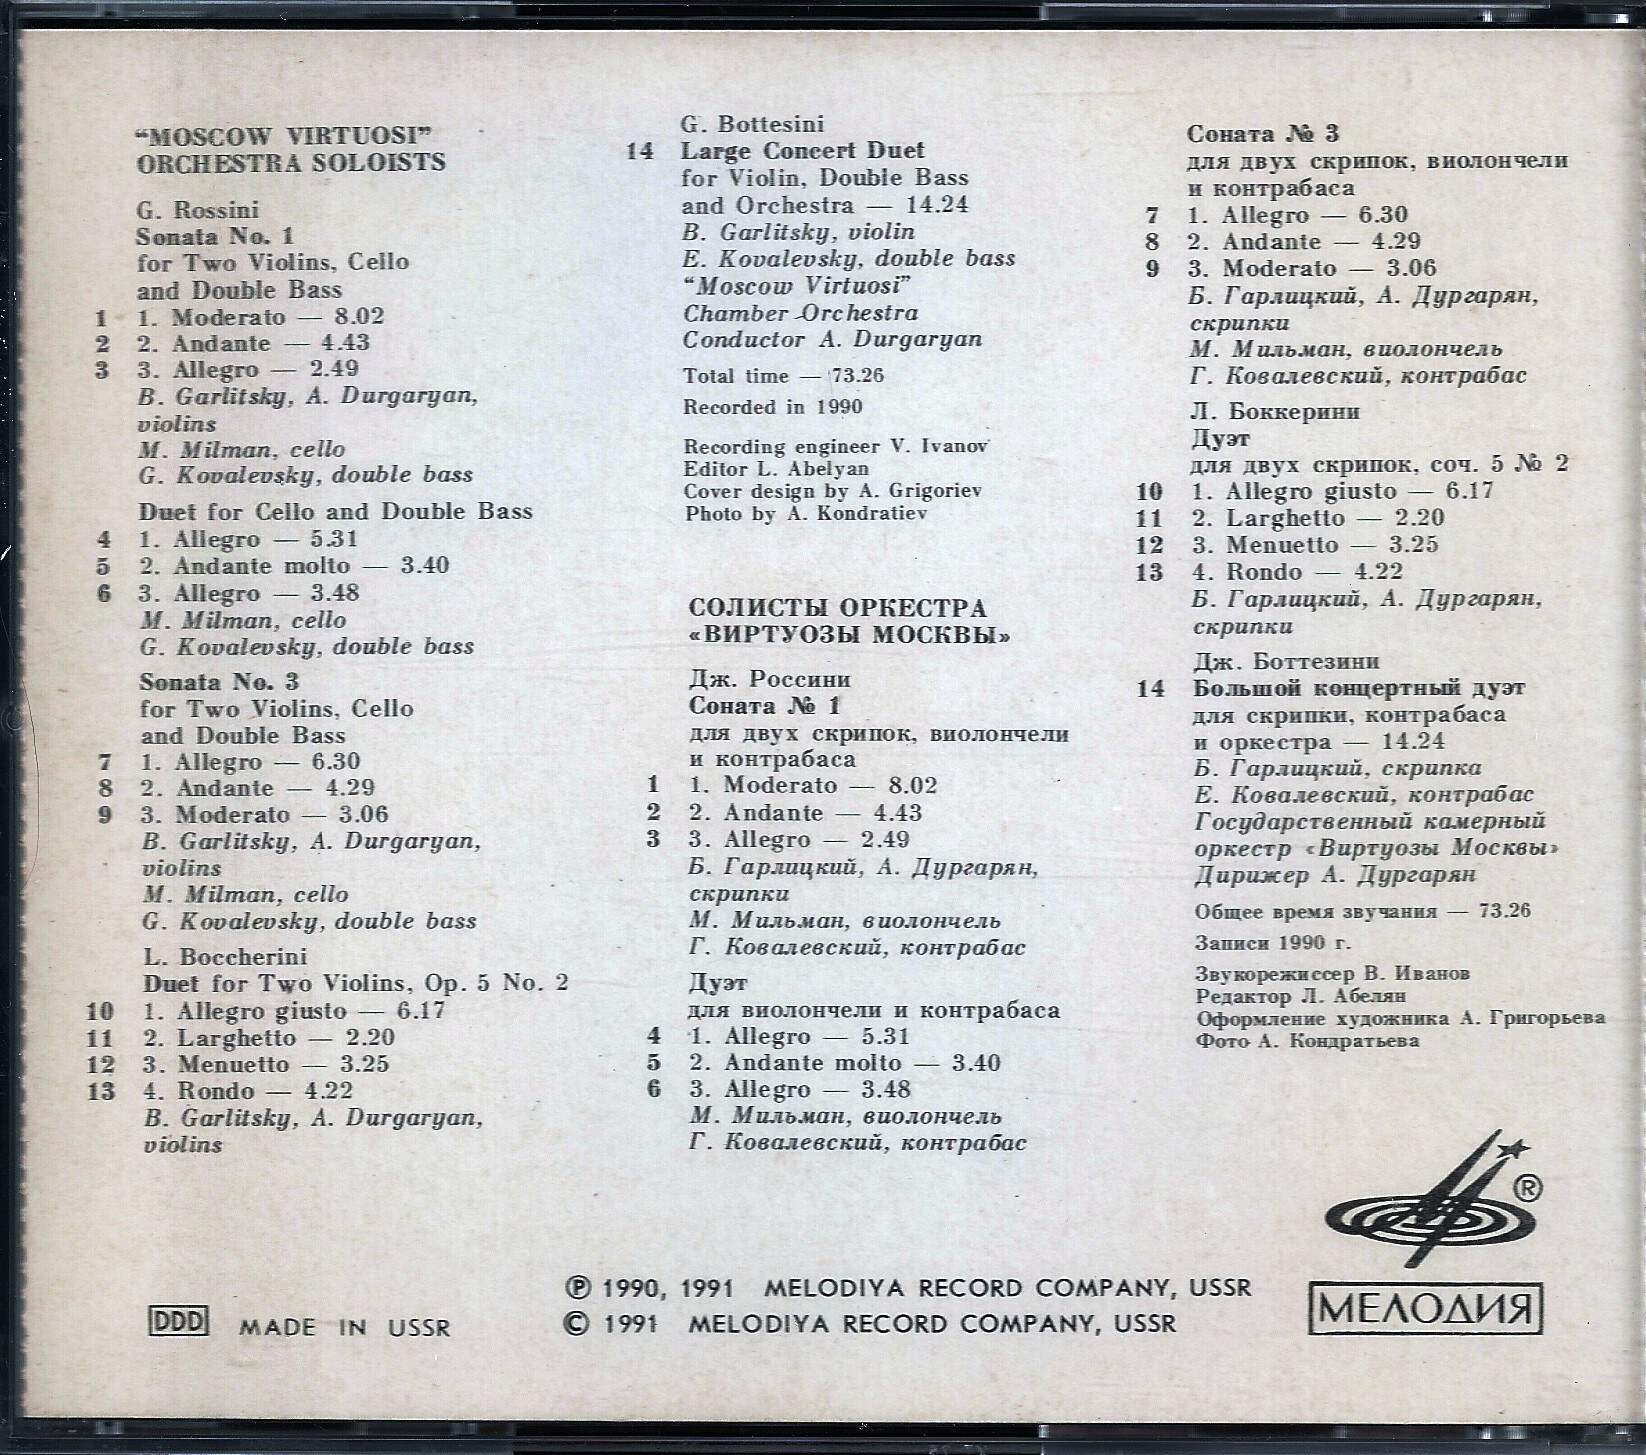 “MOSCOW VIRTUOSI”
ORCHESTRA SOLOISTS
G. Rossini
Sonata No. 1
for Two Violins, Cello
and Double Bass
1 1. Moderato — 8.02
2 2. Andante — 4.43
3 3. Allegro — 2.49
B. Garlitsky, A. Durgaryan,
violins
M. Milman, cello
G. Kovalevsky, double bass
Duet for Cello and Double Bass
4 1. Allegro — 5.31
5 2. Andante molto — 3.40
6 3. Allegro — 3.48
M. Milman, cello
G. Kovalevsky, double bass
Sonata No. 3
for Two Violins, Cello
and Double Bass
7 1. Allegro — 6.30
8 2. Andante — 4.29
9 3. Moderato — 3.06
B. Garlitsky, A. Durgaryan,
violins
M. Milman, cello
G. Kovalevsky, double bass
L. Boccherini
Duet for Two Violins, Op. 5 No. 2
10 1. Allegro giusto — 6.17
11 2. Larghetto — 2.20
12 3. Menuetto — 3.25
13 4. Rondo — 4.22
B. Garlitsky, A. Durgaryan,
violins
G. Bottesini
14 Large Concert Duet
for Violin, Double Bass
and Orchestra — 14.24
B. Garlitsky, violin
E. Kovalevsky, double bass
“Moscow Virtuosi”
Chamber Orchestra
Conductor A. Durgaryan
Total time — 73.26
Recorded in 1990
Recording engineer V. Ivanov
Editor L. Abelyan
Cover design by A. Grigoriev
Photo by A. Kondratiev
СОЛИСТЫ ОРКЕСТРА
«ВИРТУОЗЫ МОСКВЫ»
Дж. Россини
Соната № 1
для двух скрипок, виолончели
и контрабаса
1 1. Moderato — 8.02
2 2. Andante — 4.43
3 3. Allegro — 2.49
Б. Гарлицкий, А. Дургарян,
скрипки
М. Мильман, виолончель
Г. Ковалевский, контрабас
Дуэт
для виолончели и контрабаса
4 1. Allegro — 5.31
5 2. Andante molto — 3.40
6 3. Allegro — 3.48
М. Мильман, виолончель
Г. Ковалевский, контрабас
Соната № 3
для двух скрипок, виолончели
и контрабаса
7 1. Allegro — 6.30
8 2. Andante — 4.29
9 3. Moderato — 3.06
Б. Гарлицкий, А. Дургарян,
скрипки
М. Мильман, виолончель
Г. Ковалевский, контрабас
Л. Боккерини
Дуэт
для двух скрипок, соч. 5 № 2
10 1. Allegro giusto — 6.17
11 2. Larghetto — 2.20
12 3. Menuetto — 3.25
13 4. Rondo — 4.22
Б. Гарлицкий, А. Дургарян,
скрипки
Дж. Боттезини
14 Большой концертный дуэт
для скрипки, контрабаса
и оркестра — 14.24
Б. Гарлицкий, скрипка
Е. Ковалевский, контрабас
Государственный камерный
оркестр «Виртуозы Москвы»
Дирижер А. Дургарян
Общее время звучания — 73.26
Записи 1990 г.
Звукорежиссер В. Иванов
Редактор Л. Абелян
Оформление художника А. Григорьева
Фото А. Кондратьева
®
МЕЛОДИЯ
℗ 1990, 1991 MELODIYA RECORD COMPANY, USSR
© 1991 MELODIYA RECORD COMPANY, USSR
DDD MADE IN USSR